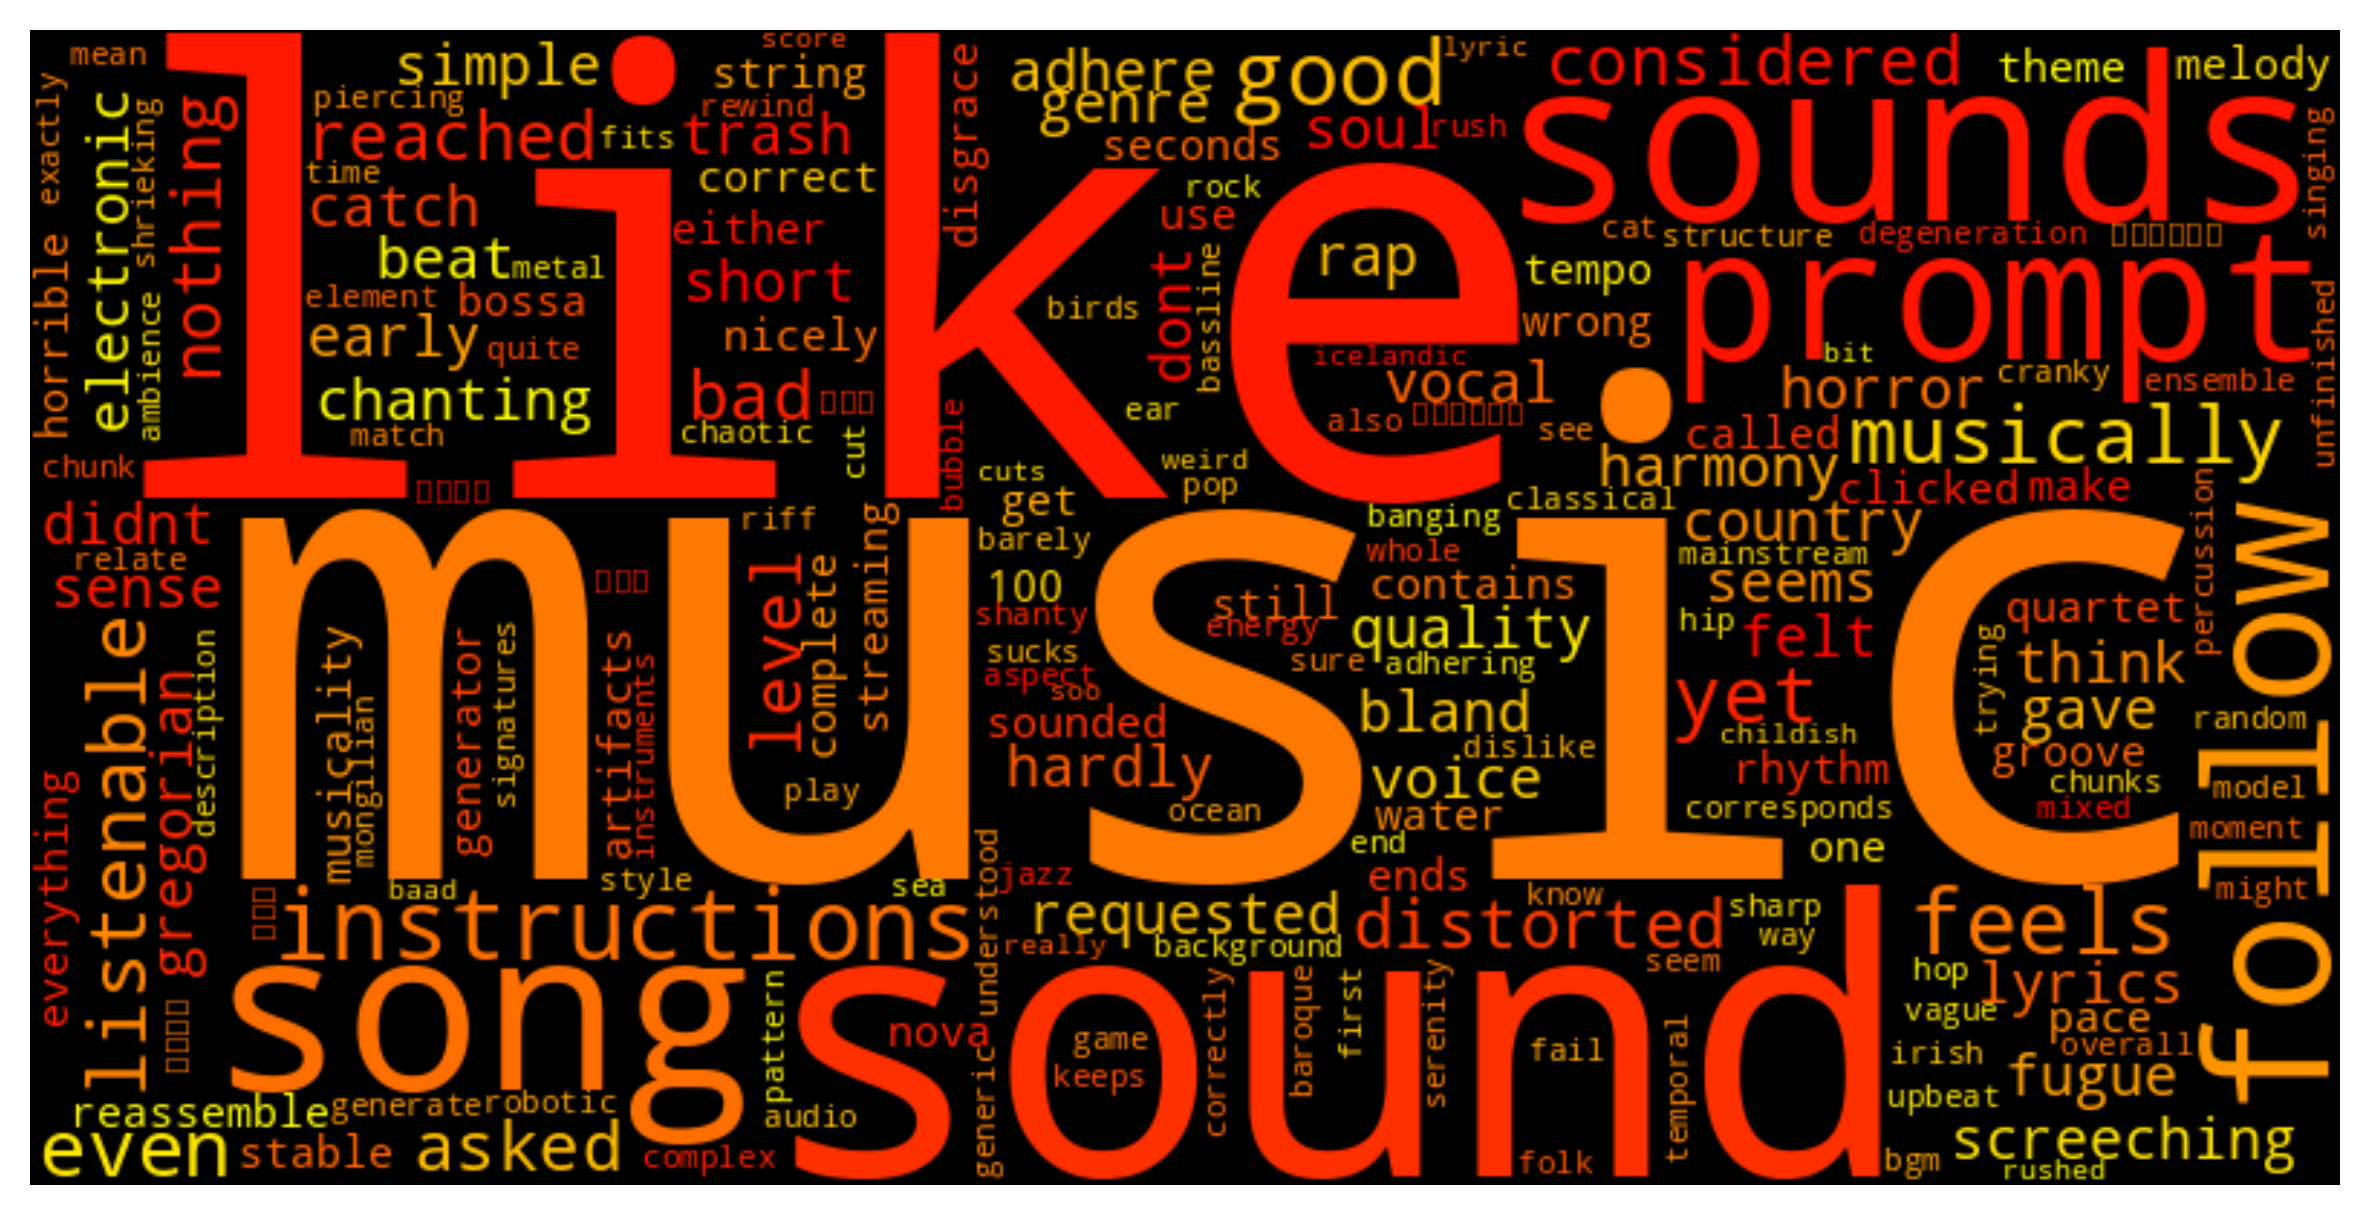 like
music
sound
sounds
prompt
song
follow
instructions
listenable
good
feels
distorted
considered
musically
even
asked
requested
screeching
nothing
electronic
gregorian
reached
trash
simple
string
score
mean
piercing
rewind
fits
exactly
horrible
shrieking
ambience
time
catch
correct
either
beat
metal
element
bossa
short
early
quite
nicely
chanting
bad
match
chaotic
cut
chunk
disgrace
bubble
adhere
genre
lyric
seconds
soul
rush
rock
use
dont
bassline
rap
birds
icelandic
vocal
ear
also
see
weird
pop
cuts
get
barely
theme
melody
singing
cat
structure
degeneration
tempo
wrong
bit
horror
cranky
ensemble
unfinished
called
harmony
clicked
make
classical
country
percussion
banging
mainstream
whole
seems
contains
100
shanty
still
energy
quality
hip
felt
quartet
sucks
sure
adhering
trying
think
aspect
soo
yet
gave
random
sounded
bland
childish
dislike
groove
hardly
rhythm
chunks
voice
model
ocean
water
corresponds
mixed
moment
end
one
might
didnt
relate
sense
riff
streaming
level
complete
description
musicality
mongilian
generator
signatures
artifacts
instruments
play
everything
baad
style
sea
understood
jazz
ends
know
sharp
way
really
background
seem
hop
lyrics
vague
pace
irish
overall
upbeat
fugue
bgm
rushed
nova
game
keeps
generic
correctly
baroque
first
serenity
fail
folk
temporal
pattern
audio
reassemble
generate
robotic
stable
complex